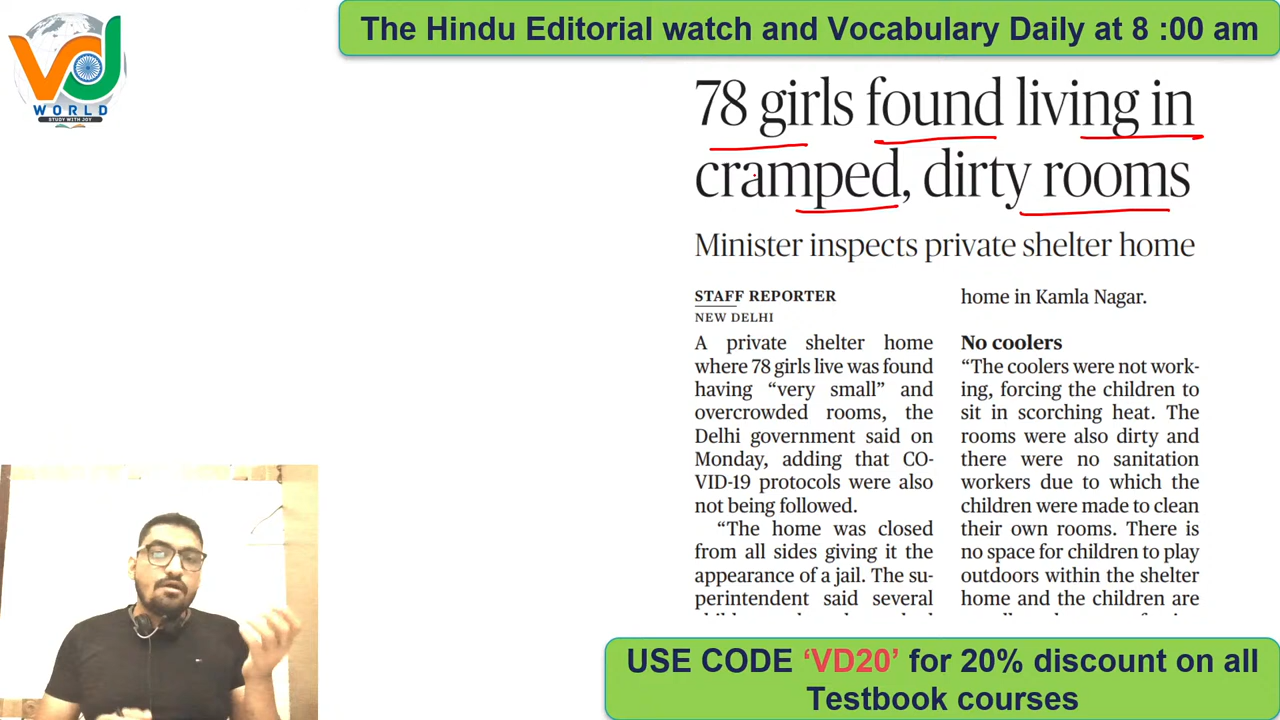 The Hindu Editorial watch and Vocabulary Daily at 8 :00 am
VD
WORLD
STUDY WITH JOY
78 girls found living in
cramped, dirty rooms
Minister inspects private shelter home
STAFF REPORTER
NEW DELHI
A private shelter home
where 78 girls live was found
having “very small” and
overcrowded rooms, the
Delhi government said on
Monday, adding that CO-
VID-19 protocols were also
not being followed.
“The home was closed
from all sides giving it the
appearance of a jail. The su-
perintendent said several
home in Kamla Nagar.
No coolers
“The coolers were not work-
ing, forcing the children to
sit in scorching heat. The
rooms were also dirty and
there were no sanitation
workers due to which the
children were made to clean
their own rooms. There is
no space for children to play
outdoors within the shelter
home and the children are
USE CODE ‘VD20’ for 20% discount on all
Testbook courses